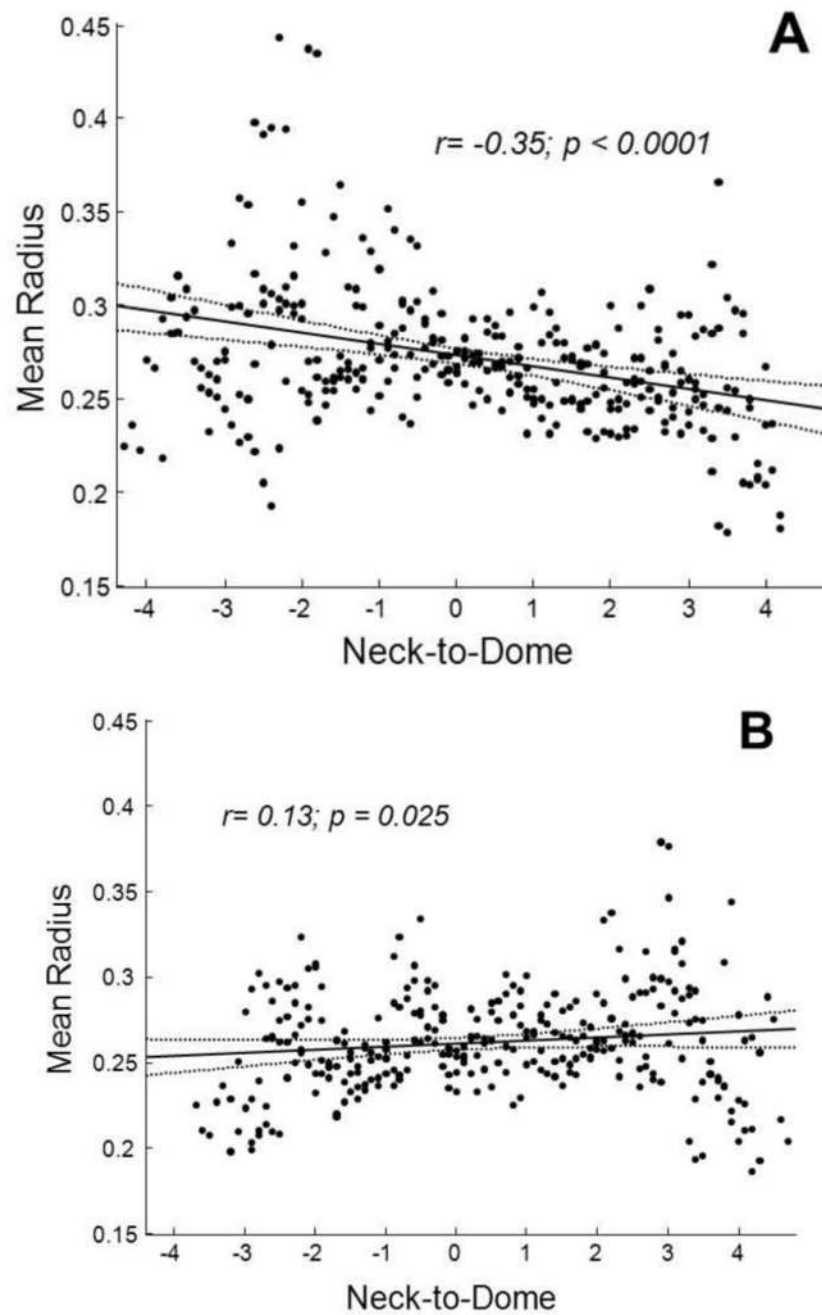 A
r= -0.35; p < 0.0001
Mean Radius
0.45
0.4
0.35
0.3
0.25
0.2
0.15
-4 -3 -2 -1 0 1 2 3 4
Neck-to-Dome
B
r= 0.13; p = 0.025
Mean Radius
0.45
0.4
0.35
0.3
0.25
0.2
0.15
-4 -3 -2 -1 0 1 2 3 4
Neck-to-Dome